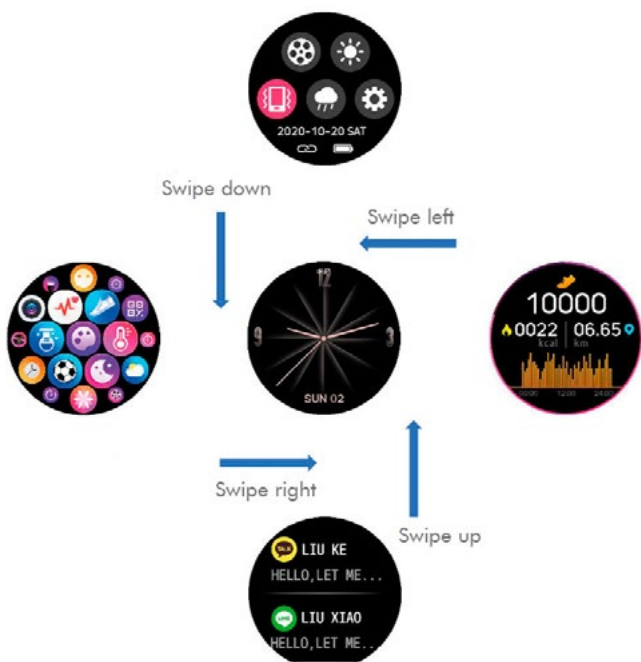 2020-10-20 SAT
Swipe down
Swipe left
12
9
3
SUN 02
10000
0022
06.65
kcal
km
00:00
12:00
24:00
Swipe right
Swipe up
TALK
LIU KE
HELLO,LET ME...
LINE
LIU XIAO
HELLO,LET ME...